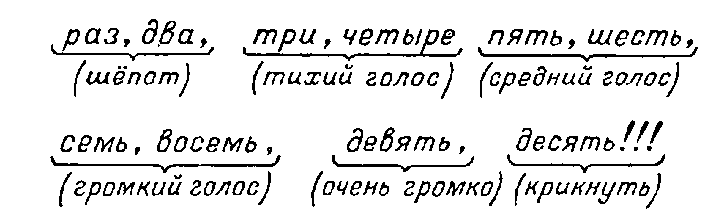 раз, два, три, четыре пять, шесть,
(шёпот) (тихий голос) (средний голос)
семь, восемь, девять, десять!!!
(громкий голос) (очень громко) (крикнуть)